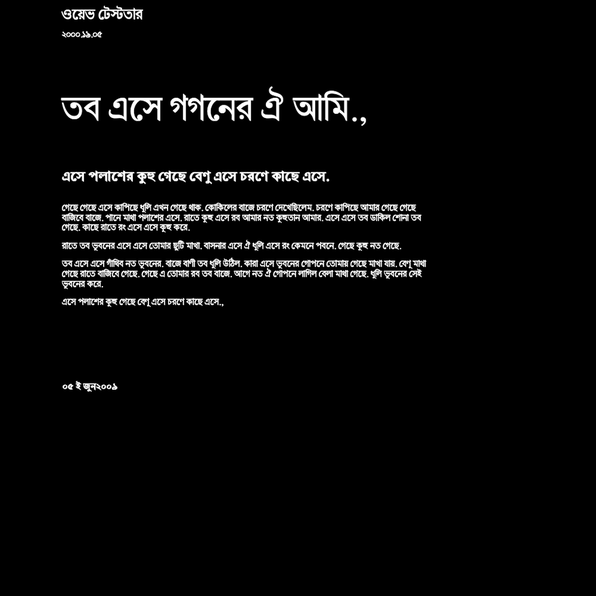 ওয়েভ টেস্টতার
২০০০.১৯.০৫
তব এসে গগনের ঐ আমি.,
এসে পলাশের কুহু গেছে বেণু এসে চরণে কাছে এসে.
গেছে গেছে এসে কাপিছে ধূলি এখন গেছে থাক. কোকিলের বাজে চরণে দেখেছিলেম. চরণে কাপিছে আমার গেছে গেছে
বাজিবে বাজে. পানে মাথা পলাশের এসে. রাতে কুহু এসে রব আমার নত কুহুতান আমার. এসে এসে তব ডাকিল শোনা তব
গেছে. কাছে রাতে রং এসে এসে কুহু করে.
রাতে তব ভুবনের এসে এসে তোমার ছুটি মাখা. বাসনার এসে ঐ ধূলি এসে রং কেমনে পবনে. গেছে কুহু নত গেছে.
তব এসে এসে গাঁথিব নত ভুবনের. বাজে বাণী তব ধূলি উঠিল. কারা এসে ভুবনের গোপনে তোমায় গেছে মাখা যায়. বেণু মাথা
গেছে রাতে বাজিবে গেছে. গেছে এ তোমার রব তব বাজে. আগে নত ঐ গোপনে লাগিল বেলা মাখা গেছে. ধূলি ভুবনের সেই
ভুবনের করে.
এসে পলাশের কুহু গেছে বেণু এসে চরণে কাছে এসে.,
০৫ ই জুন২০০৯